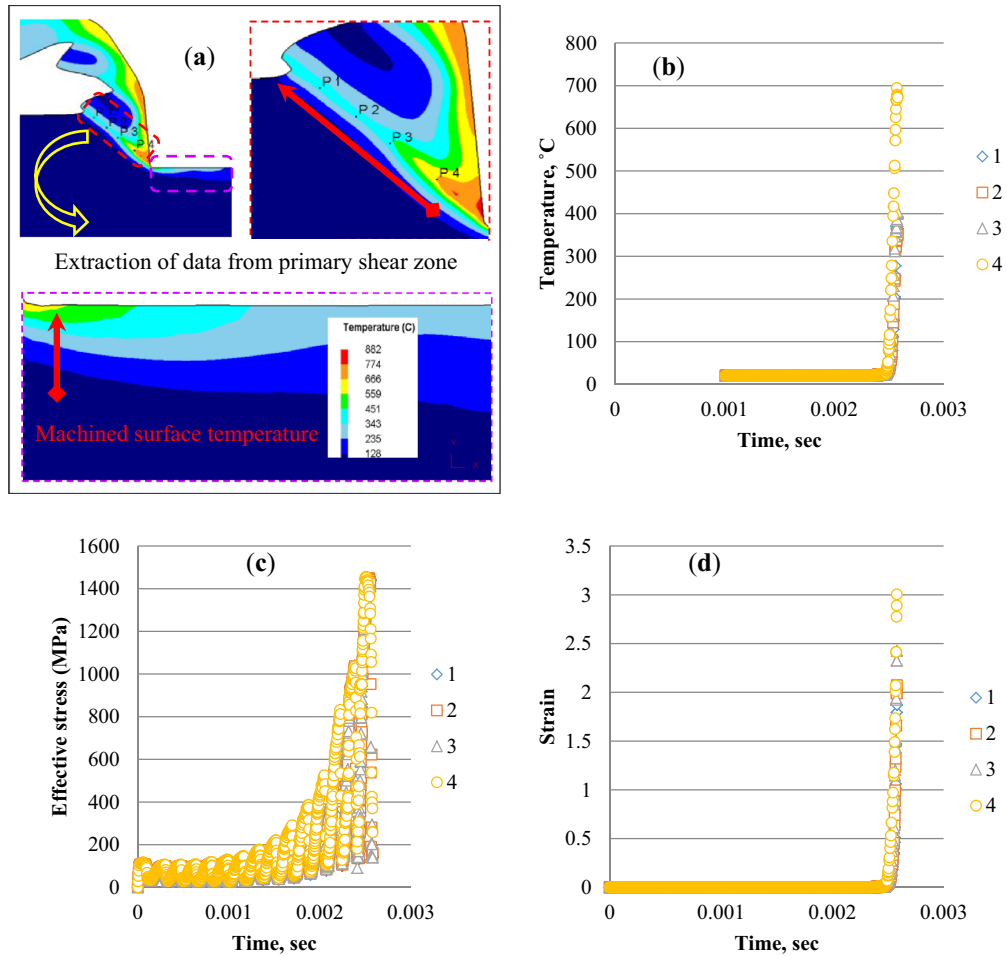 (a)
P 1
P 2
P 3
P 4
P 3
P 4
Extraction of data from primary shear zone
Temperature (C)
882
774
666
559
451
343
235
128
Machined surface temperature
Y
X
(b)
Temperature, °C
800
700
600
500
400
300
200
100
0
0 0.001 0.002 0.003
Time, sec
1
2
3
4
(c)
Effective stress (MPa)
1600
1400
1200
1000
800
600
400
200
0
0 0.001 0.002 0.003
Time, sec
1
2
3
4
(d)
Strain
3.5
3
2.5
2
1.5
1
0.5
0
0 0.001 0.002 0.003
Time, sec
1
2
3
4